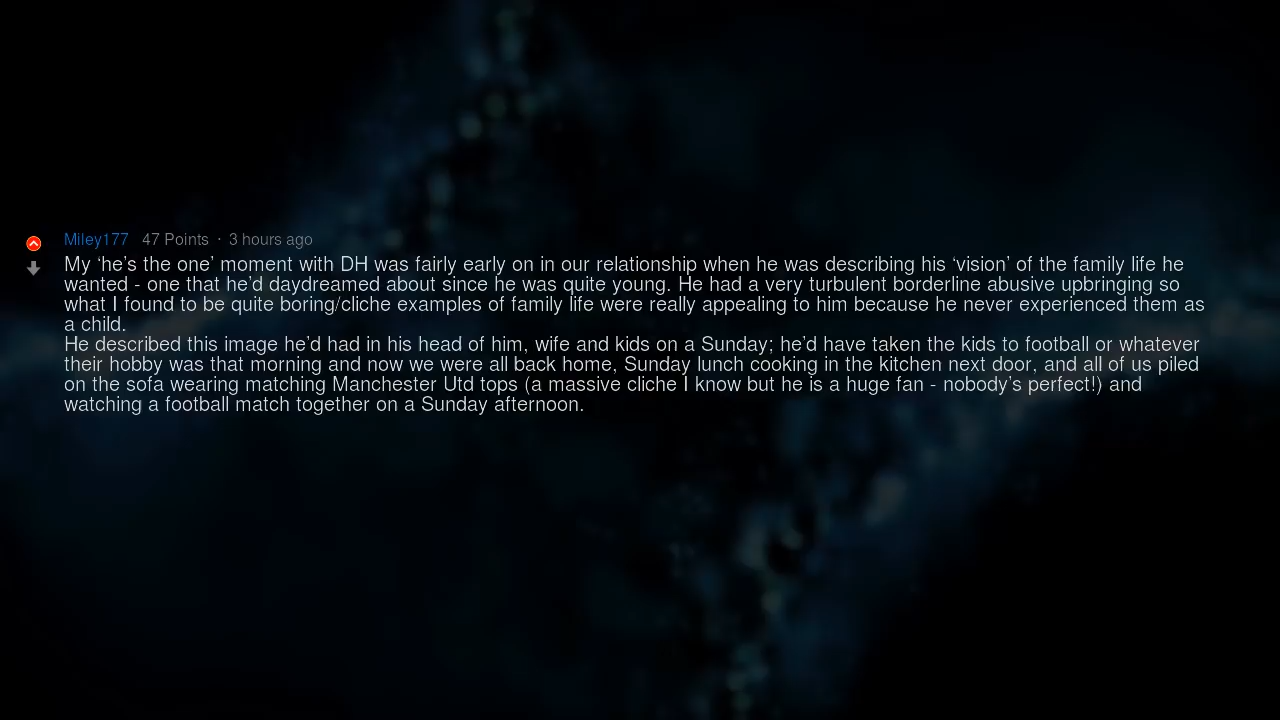 Miley177 47 Points · 3 hours ago
My ‘he’s the one’ moment with DH was fairly early on in our relationship when he was describing his ‘vision’ of the family life he
wanted - one that he’d daydreamed about since he was quite young. He had a very turbulent borderline abusive upbringing so
what I found to be quite boring/cliche examples of family life were really appealing to him because he never experienced them as
a child.
He described this image he’d had in his head of him, wife and kids on a Sunday; he’d have taken the kids to football or whatever
their hobby was that morning and now we were all back home, Sunday lunch cooking in the kitchen next door, and all of us piled
on the sofa wearing matching Manchester Utd tops (a massive cliche I know but he is a huge fan - nobody’s perfect!) and
watching a football match together on a Sunday afternoon.